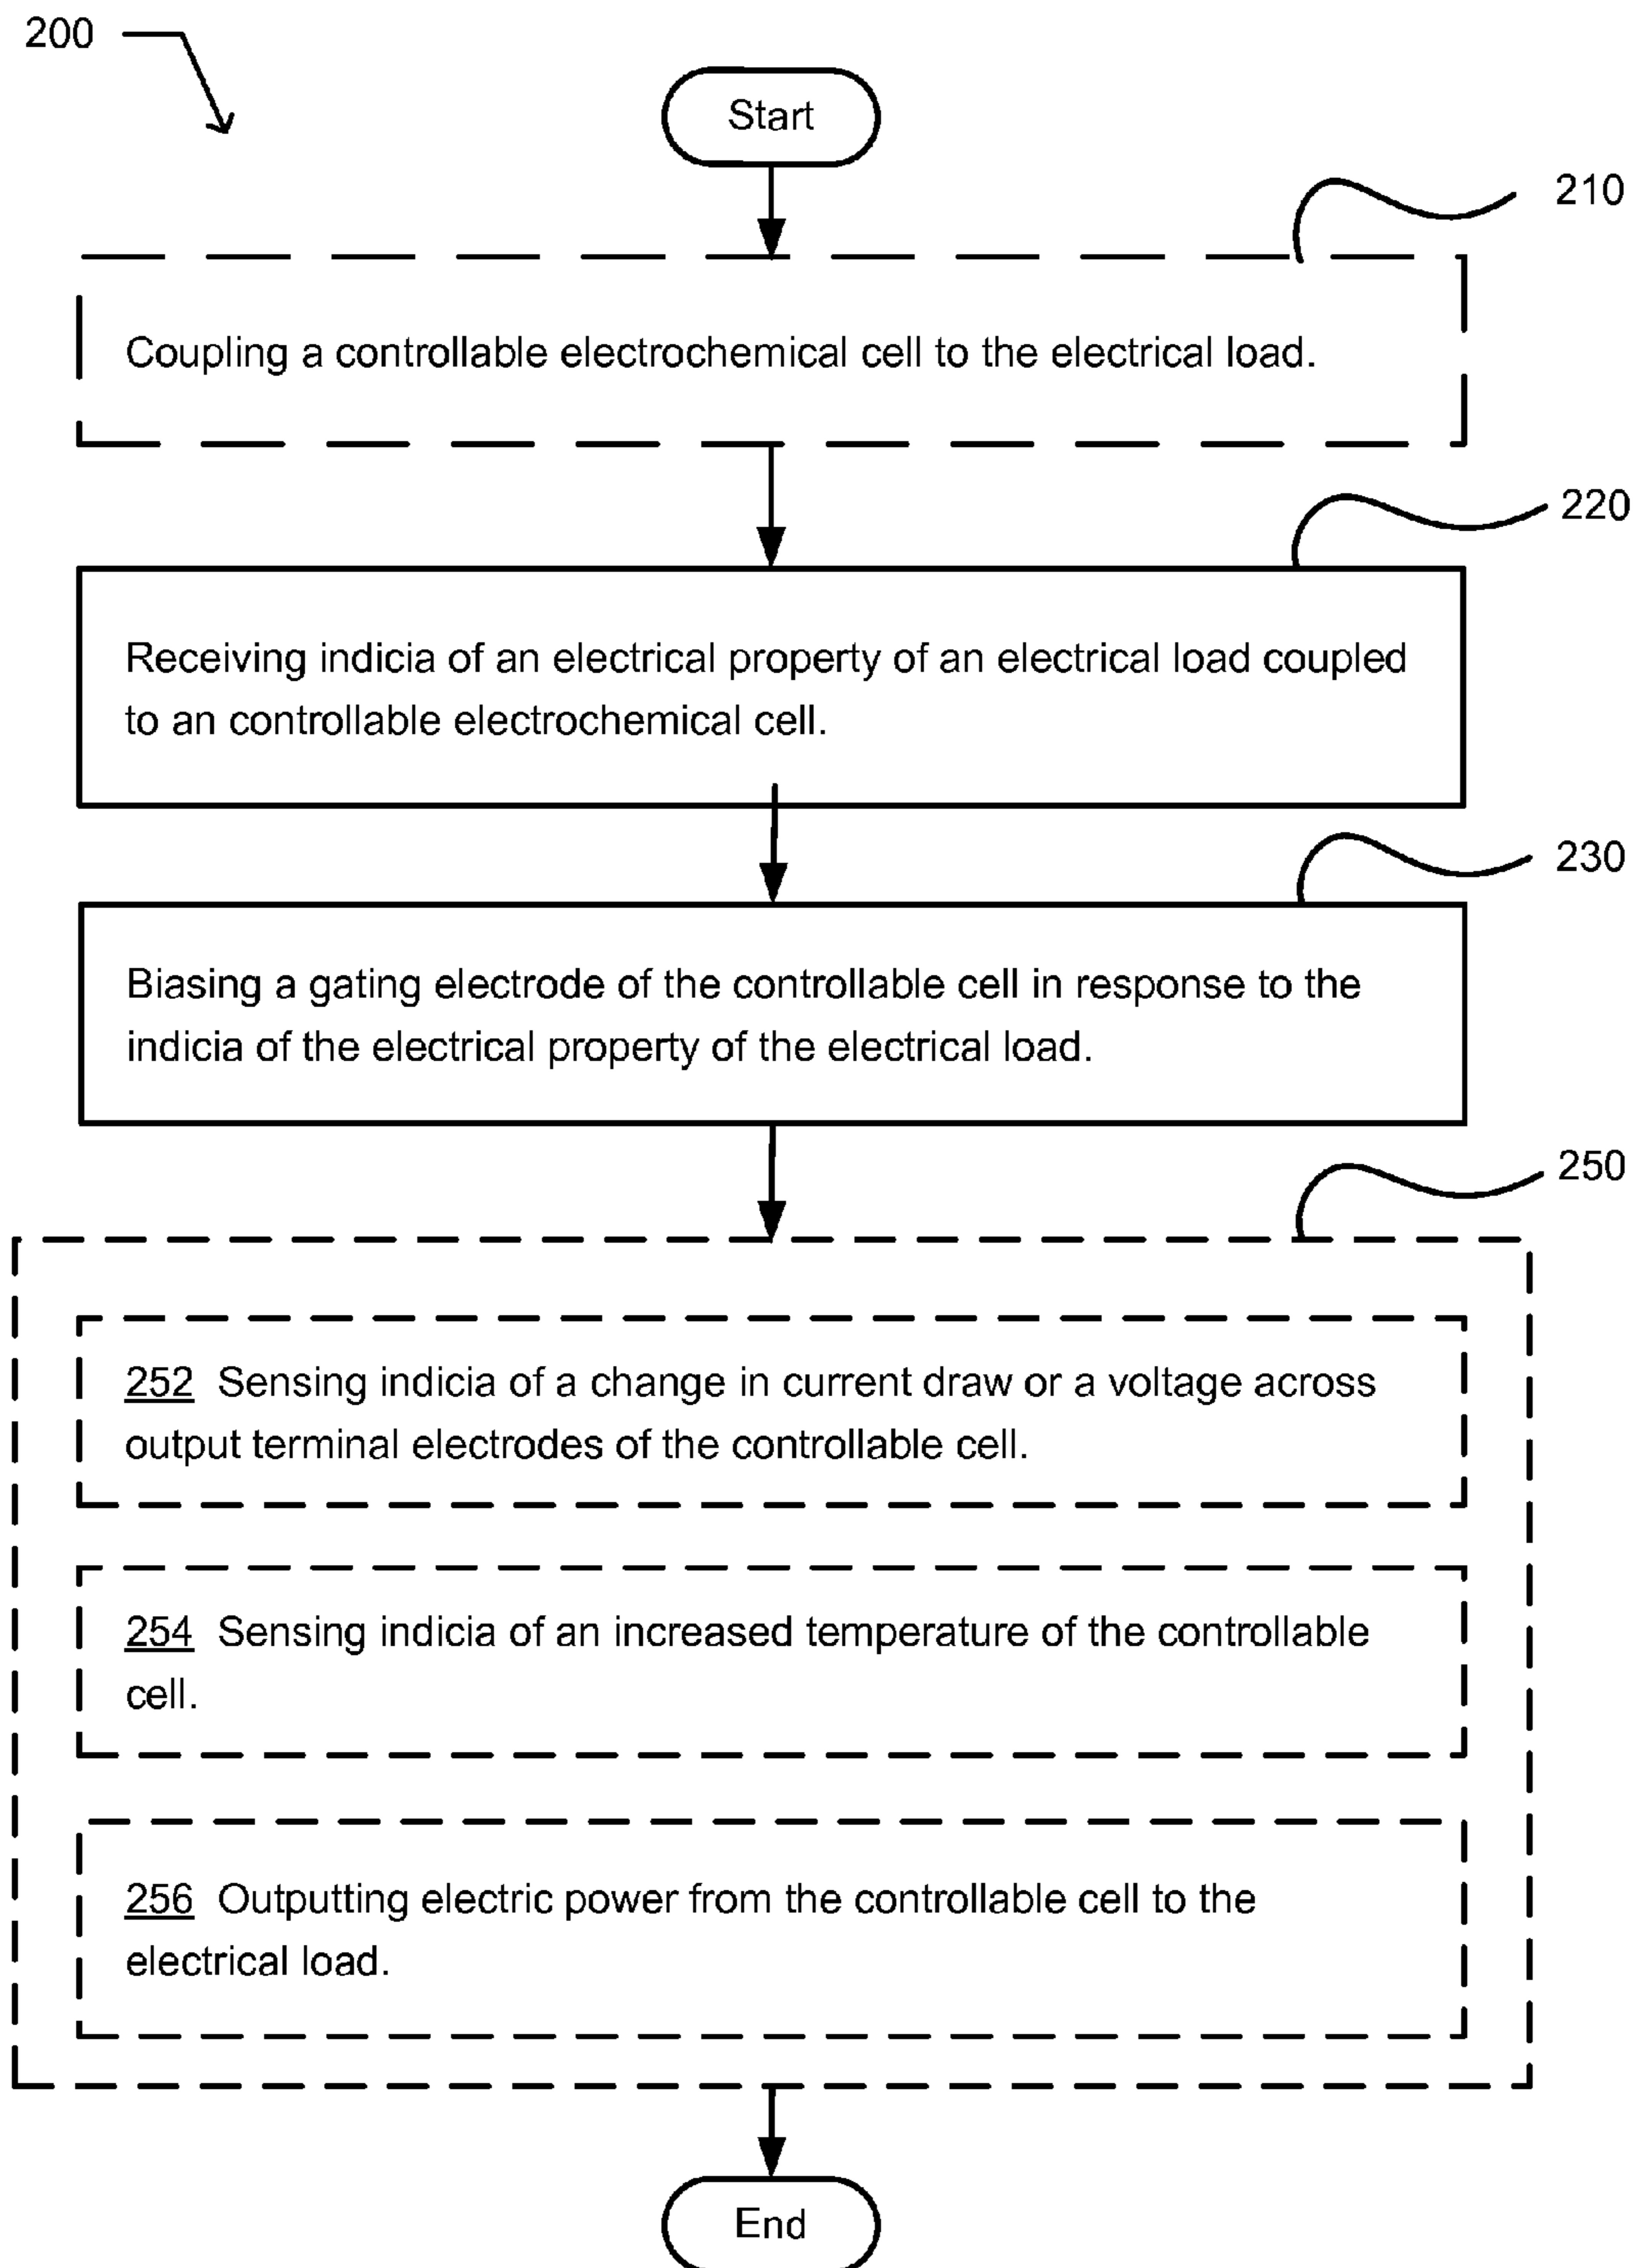 200
Start
210
Coupling a controllable electrochemical cell to the electrical load.
220
Receiving indicia of an electrical property of an electrical load coupled
to an controllable electrochemical cell.
230
Biasing a gating electrode of the controllable cell in response to the
indicia of the electrical property of the electrical load.
250
252 Sensing indicia of a change in current draw or a voltage across
output terminal electrodes of the controllable cell.
254 Sensing indicia of an increased temperature of the controllable
cell.
256 Outputting electric power from the controllable cell to the
electrical load.
End